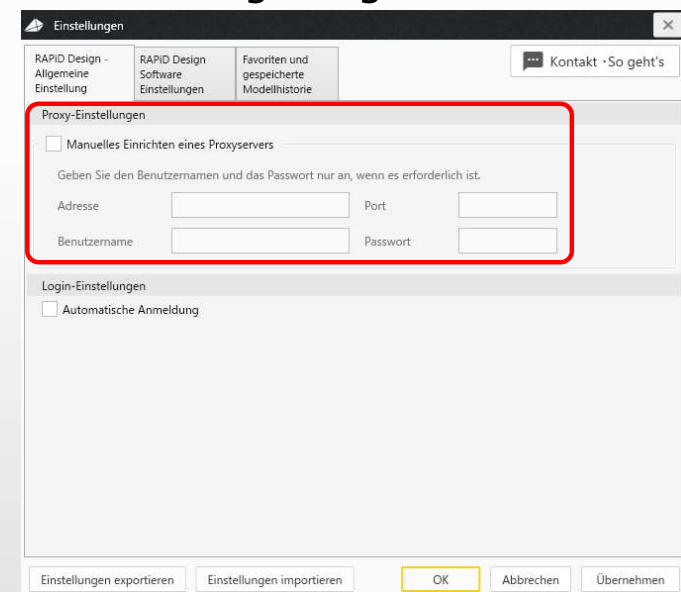 Einstellungen
RAPiD Design -
Allgemeine
Einstellung
RAPiD Design
Software
Einstellungen
Favoriten und
gespeicherte
Modellhistorie
Kontakt・So geht's
Proxy-Einstellungen
Manuelles Einrichten eines Proxyservers
Geben Sie den Benutzernamen und das Passwort nur an, wenn es erforderlich ist.
Adresse
Port
Benutzername
Passwort
Login-Einstellungen
Automatische Anmeldung
Einstellungen exportieren
Einstellungen importieren
OK
Abbrechen
Übernehmen